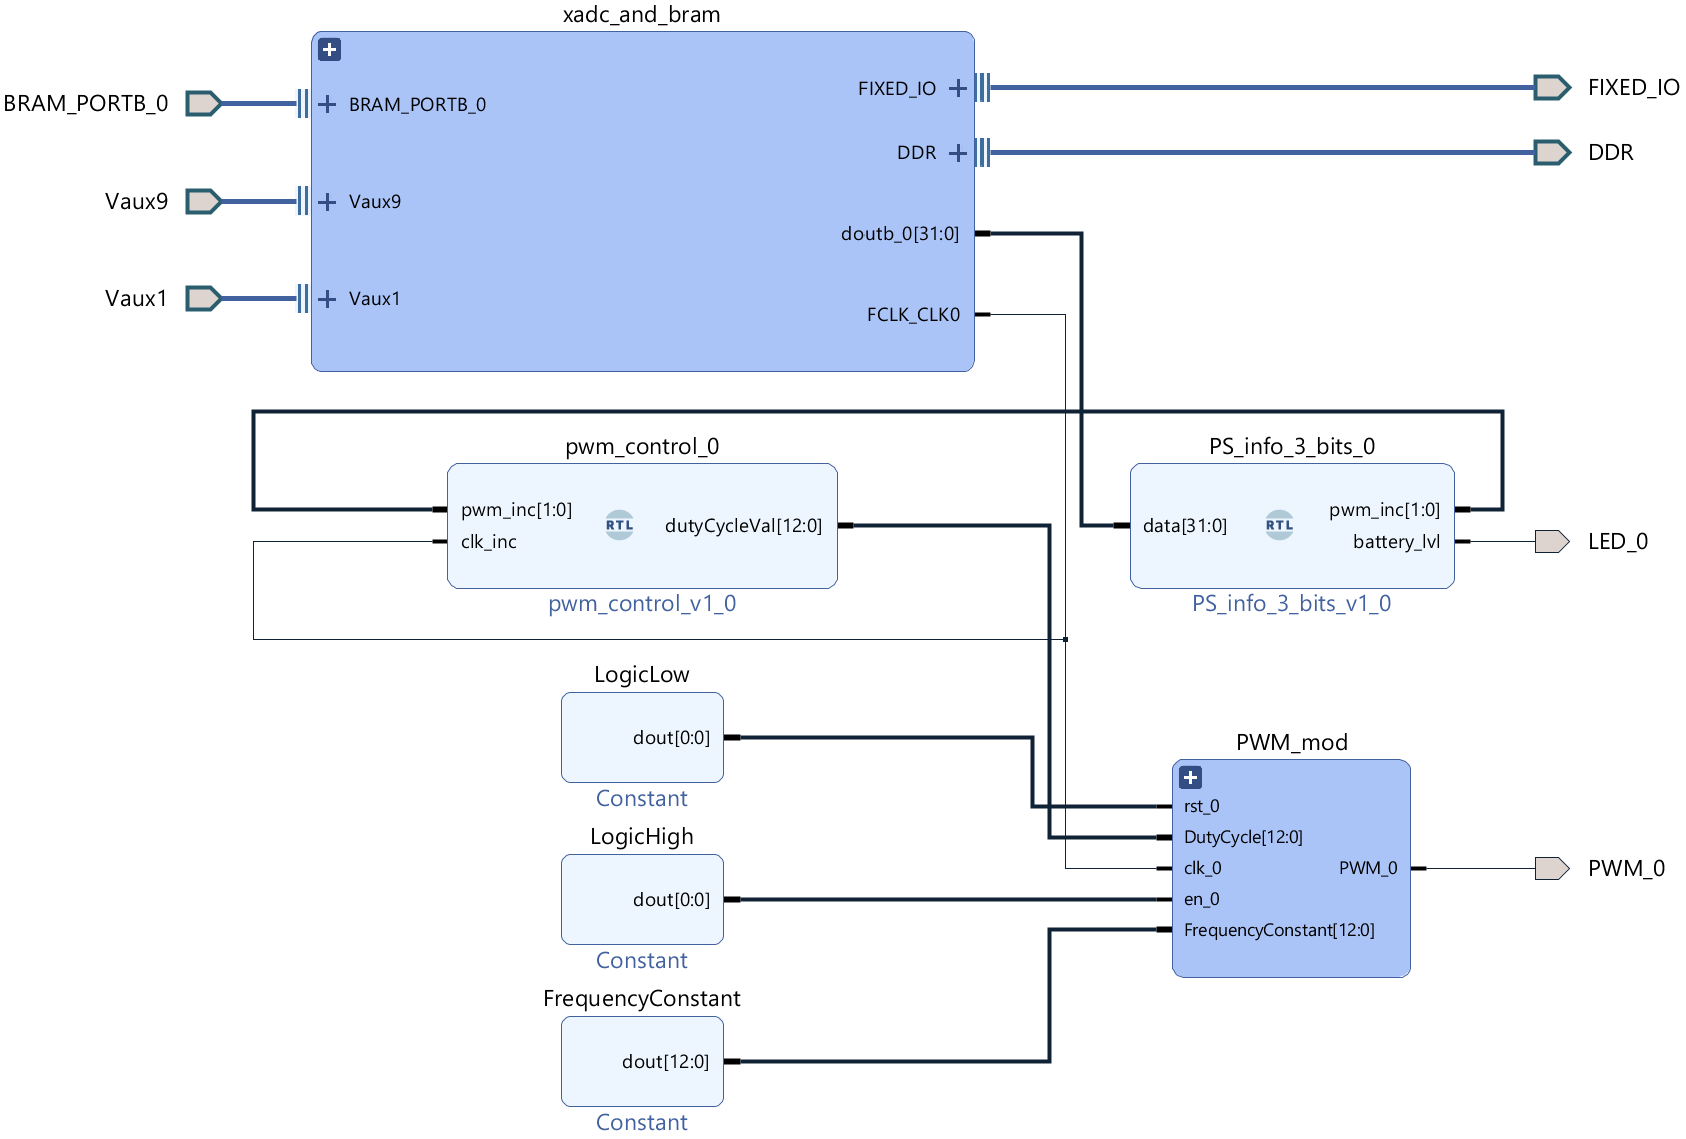 xadc_and_bram
BRAM_PORTB_0
BRAM_PORTB_0
FIXED_IO
FIXED_IO
DDR
DDR
Vaux9
Vaux9
doutb_0[31:0]
Vaux1
Vaux1
FCLK_CLK0
pwm_control_0
pwm_inc[1:0]
clk_inc
RTL
dutyCycleVal[12:0]
pwm_control_v1_0
PS_info_3_bits_0
data[31:0]
RTL
pwm_inc[1:0]
battery_lvl
LED_0
PS_info_3_bits_v1_0
LogicLow
dout[0:0]
Constant
LogicHigh
dout[0:0]
Constant
FrequencyConstant
dout[12:0]
Constant
PWM_mod
rst_0
DutyCycle[12:0]
clk_0
PWM_0
PWM_0
en_0
FrequencyConstant[12:0]